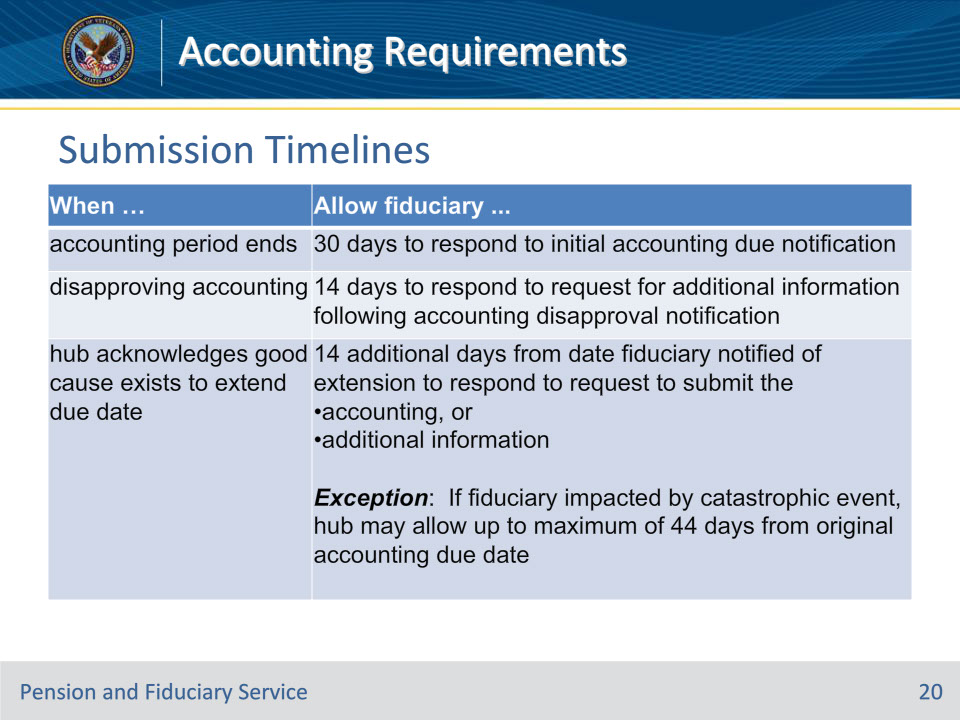 Accounting Requirements
Submission Timelines
When …
Allow fiduciary ...
accounting period ends
30 days to respond to initial accounting due notification
disapproving accounting
14 days to respond to request for additional information
following accounting disapproval notification
hub acknowledges good
cause exists to extend
due date
14 additional days from date fiduciary notified of
extension to respond to request to submit the
•accounting, or
•additional information
Exception:  If fiduciary impacted by catastrophic event,
hub may allow up to maximum of 44 days from original
accounting due date
Pension and Fiduciary Service
20